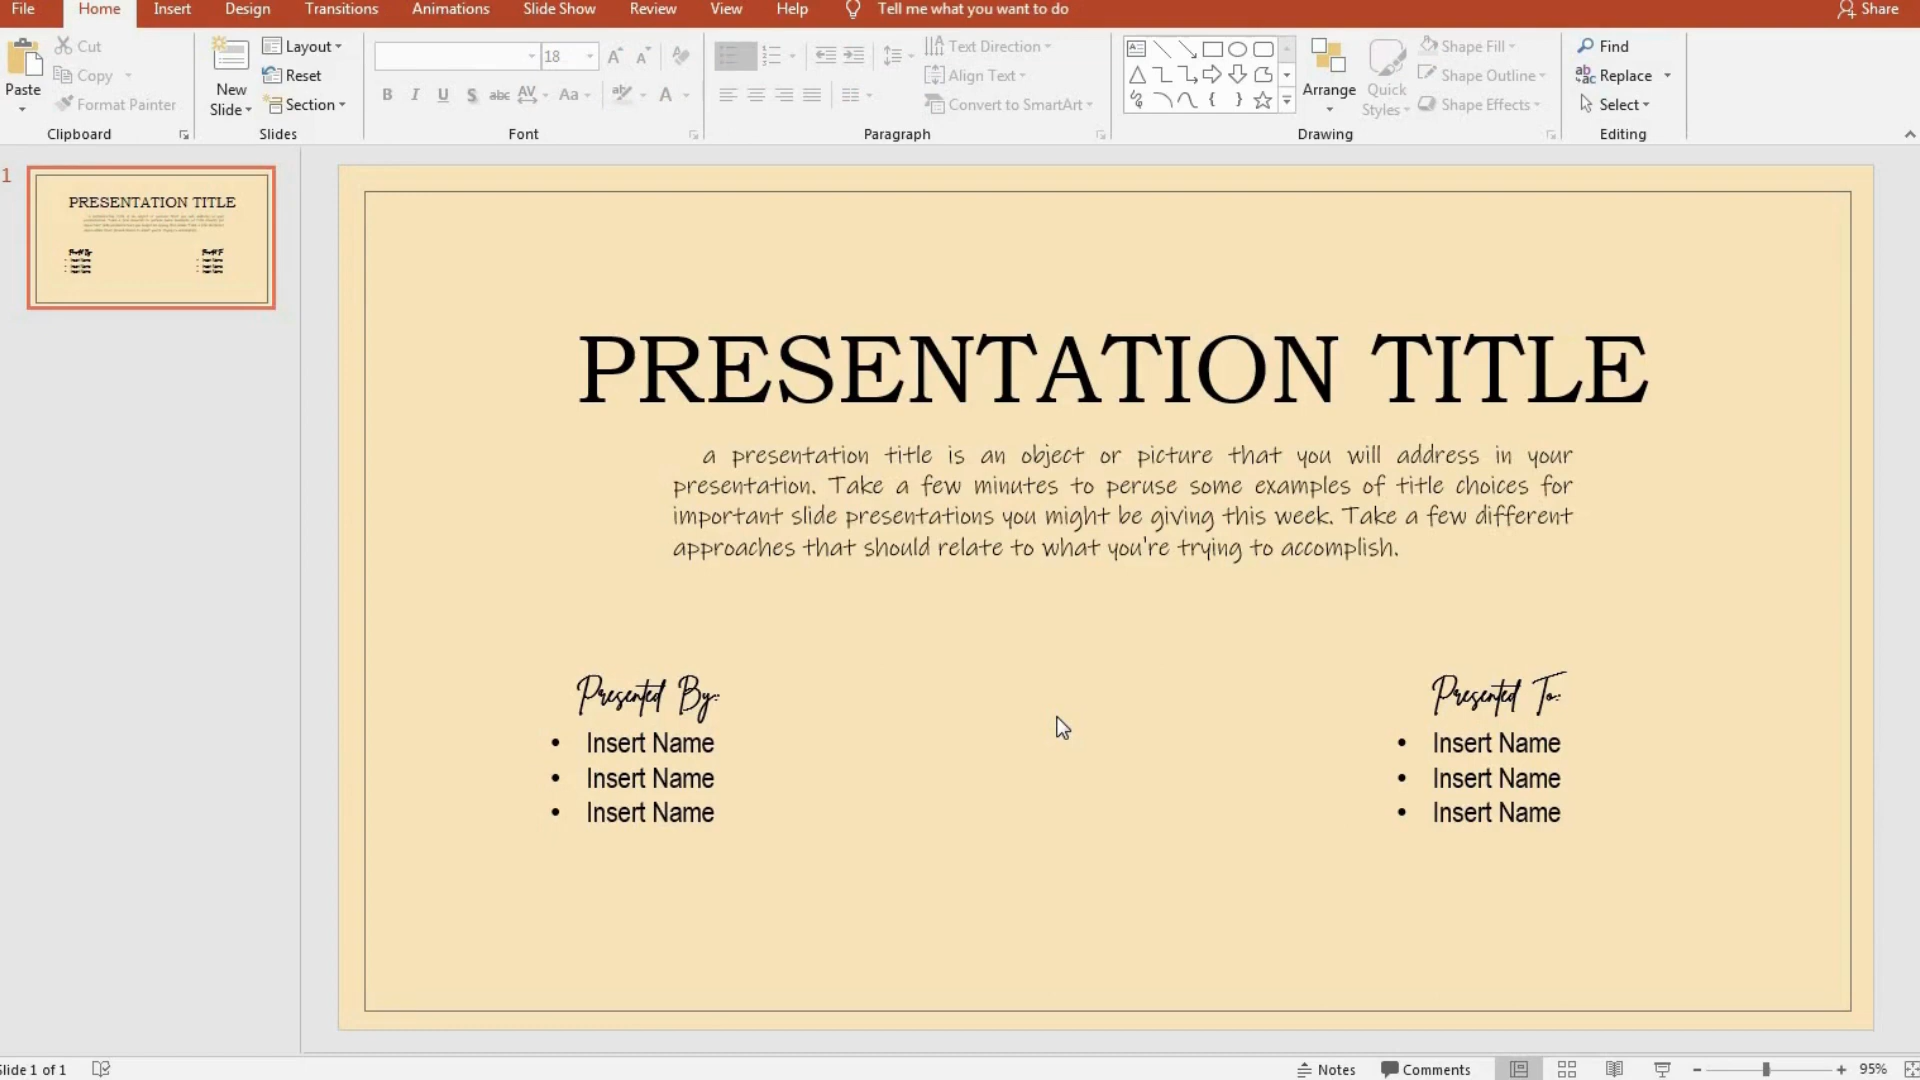 File Home Insert Design Transitions Animations Slide Show Review View Help Tell me what you want to do Share
Paste
Cut
Copy
Format Painter
Clipboard
New Slide
Layout
Reset
Section
Slides
18
B I U S abc AV Aa A
Font
Text Direction
Align Text
Convert to SmartArt
Paragraph
Arrange
Quick Styles
Shape Fill
Shape Outline
Shape Effects
Drawing
Find
Replace
Select
Editing
1
PRESENTATION TITLE
PRESENTATION TITLE
a presentation title is an object or picture that you will address in your
presentation. Take a few minutes to peruse some examples of title choices for
important slide presentations you might be giving this week. Take a few different
approaches that should relate to what you're trying to accomplish.
Presented By:
• Insert Name
• Insert Name
• Insert Name
Presented To:
• Insert Name
• Insert Name
• Insert Name
Slide 1 of 1
Notes Comments 95%